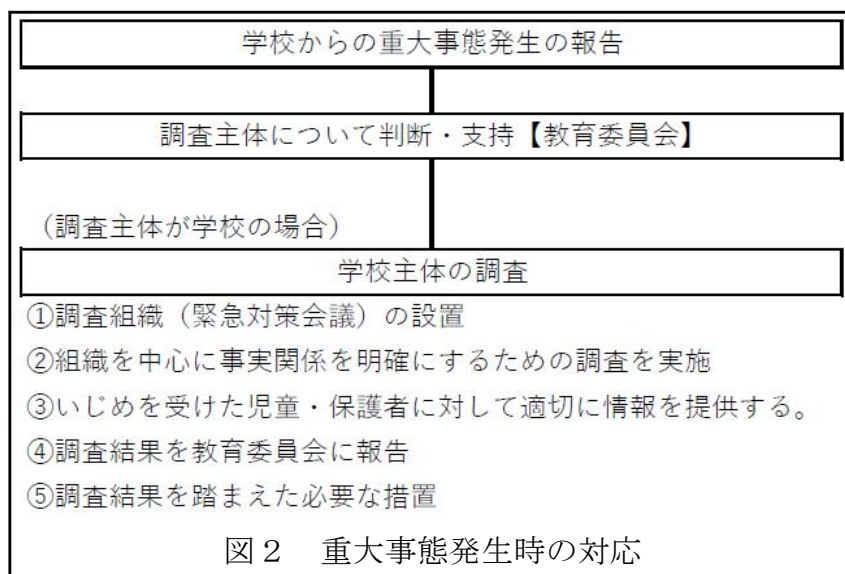 学校からの重大事態発生の報告
調査主体について判断・支持【教育委員会】
（調査主体が学校の場合）
学校主体の調査
①調査組織（緊急対策会議）の設置
②組織を中心に事実関係を明確にするための調査を実施
③いじめを受けた児童・保護者に対して適切に情報を提供する。
④調査結果を教育委員会に報告
⑤調査結果を踏まえた必要な措置
図２　重大事態発生時の対応